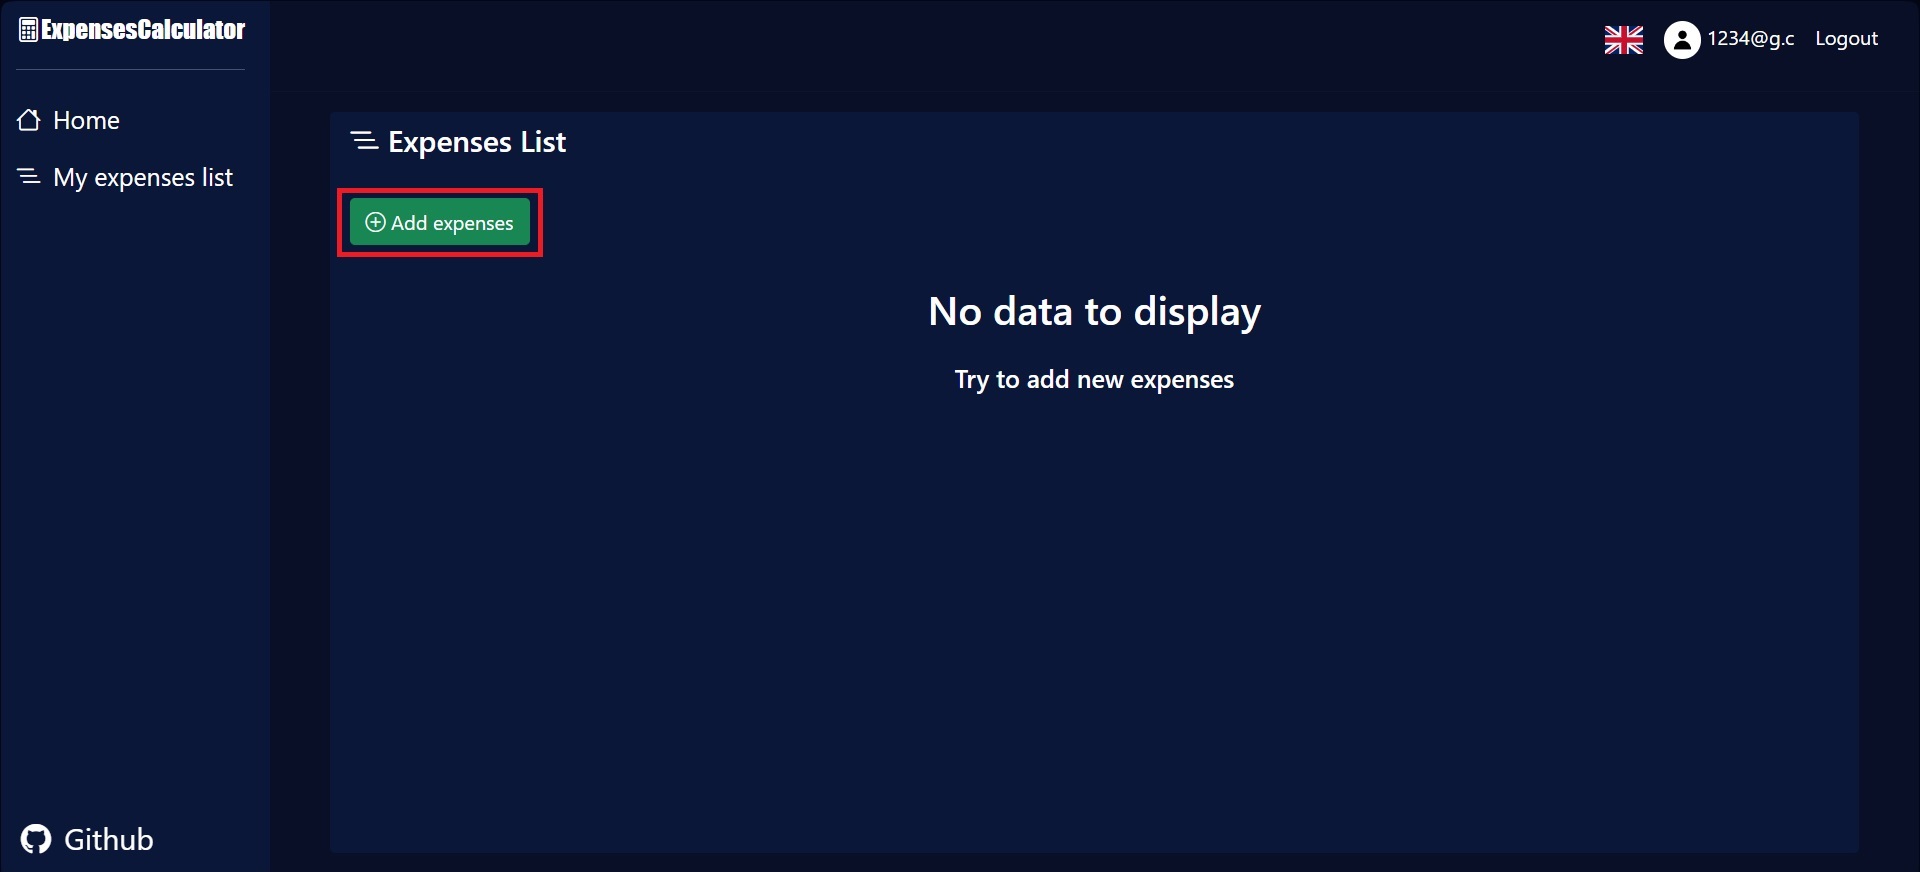 ExpensesCalculator
1234@g.c Logout
Home
My expenses list
Expenses List
Add expenses
No data to display
Try to add new expenses
Github